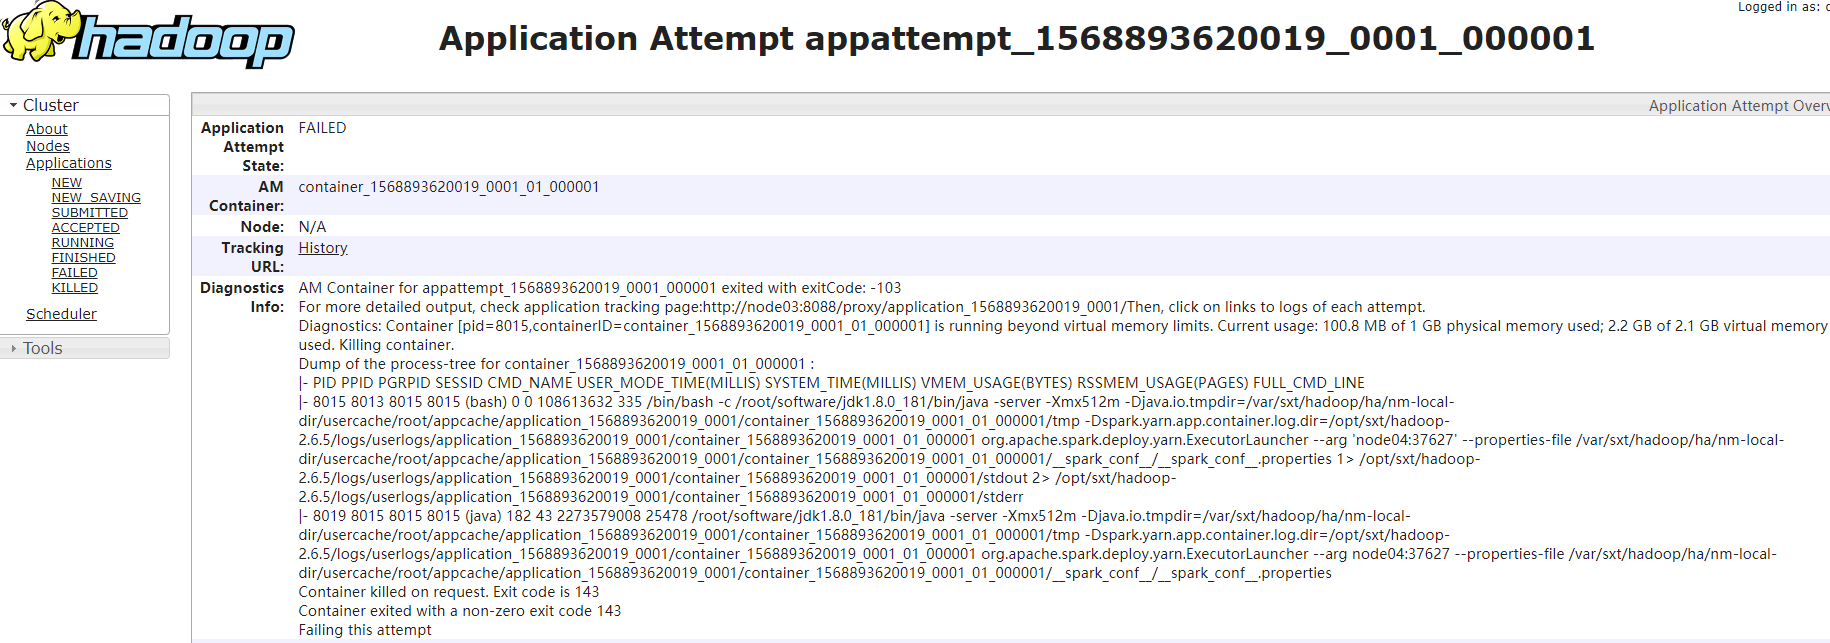 Logged in as:
hadoop
Application Attempt appattempt_1568893620019_0001_000001
Cluster
About
Nodes
Applications
NEW
NEW_SAVING
SUBMITTED
ACCEPTED
RUNNING
FINISHED
FAILED
KILLED
Scheduler
Tools
Application Attempt Overv
Application Attempt State: FAILED
AM Container: container_1568893620019_0001_01_000001
Node: N/A
Tracking URL: History
Diagnostics Info: AM Container for appattempt_1568893620019_0001_000001 exited with exitCode: -103
For more detailed output, check application tracking page:http://node03:8088/proxy/application_1568893620019_0001/Then, click on links to logs of each attempt.
Diagnostics: Container [pid=8015,containerID=container_1568893620019_0001_01_000001] is running beyond virtual memory limits. Current usage: 100.8 MB of 1 GB physical memory used; 2.2 GB of 2.1 GB virtual memory
used. Killing container.
Dump of the process-tree for container_1568893620019_0001_01_000001 :
|- PID PPID PGRPID SESSID CMD_NAME USER_MODE_TIME(MILLIS) SYSTEM_TIME(MILLIS) VMEM_USAGE(BYTES) RSSMEM_USAGE(PAGES) FULL_CMD_LINE
|- 8015 8013 8015 8015 (bash) 0 0 108613632 335 /bin/bash -c /root/software/jdk1.8.0_181/bin/java -server -Xmx512m -Djava.io.tmpdir=/var/sxt/hadoop/ha/nm-local-
dir/usercache/root/appcache/application_1568893620019_0001/container_1568893620019_0001_01_000001/tmp -Dspark.yarn.app.container.log.dir=/opt/sxt/hadoop-
2.6.5/logs/userlogs/application_1568893620019_0001/container_1568893620019_0001_01_000001 org.apache.spark.deploy.yarn.ExecutorLauncher --arg 'node04:37627' --properties-file /var/sxt/hadoop/ha/nm-local-
dir/usercache/root/appcache/application_1568893620019_0001/container_1568893620019_0001_01_000001/__spark_conf__/__spark_conf__.properties 1> /opt/sxt/hadoop-
2.6.5/logs/userlogs/application_1568893620019_0001/container_1568893620019_0001_01_000001/stdout 2> /opt/sxt/hadoop-
2.6.5/logs/userlogs/application_1568893620019_0001/container_1568893620019_0001_01_000001/stderr
|- 8019 8015 8015 8015 (java) 182 43 2273579008 25478 /root/software/jdk1.8.0_181/bin/java -server -Xmx512m -Djava.io.tmpdir=/var/sxt/hadoop/ha/nm-local-
dir/usercache/root/appcache/application_1568893620019_0001/container_1568893620019_0001_01_000001/tmp -Dspark.yarn.app.container.log.dir=/opt/sxt/hadoop-
2.6.5/logs/userlogs/application_1568893620019_0001/container_1568893620019_0001_01_000001 org.apache.spark.deploy.yarn.ExecutorLauncher --arg node04:37627 --properties-file /var/sxt/hadoop/ha/nm-local-
dir/usercache/root/appcache/application_1568893620019_0001/container_1568893620019_0001_01_000001/__spark_conf__/__spark_conf__.properties
Container killed on request. Exit code is 143
Container exited with a non-zero exit code 143
Failing this attempt